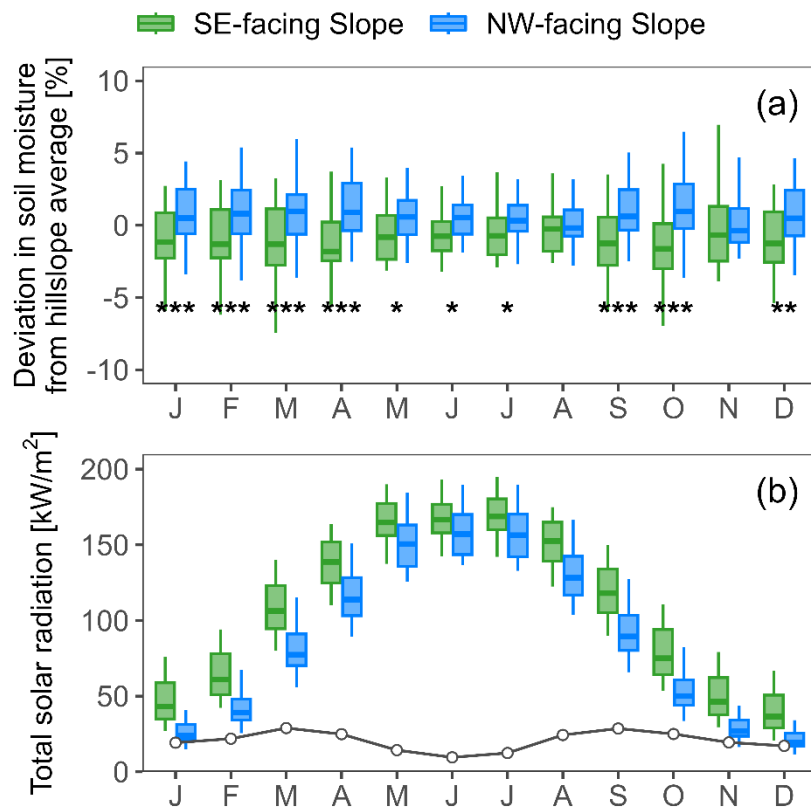 SE-facing Slope NW-facing Slope
(a)
Deviation in soil moisture
from hillslope average [%]
10
5
0
-5
-10
*** *** *** *** * * * *** *** **
J F M A M J J A S O N D
(b)
Total solar radiation [kW/m²]
200
150
100
50
0
J F M A M J J A S O N D